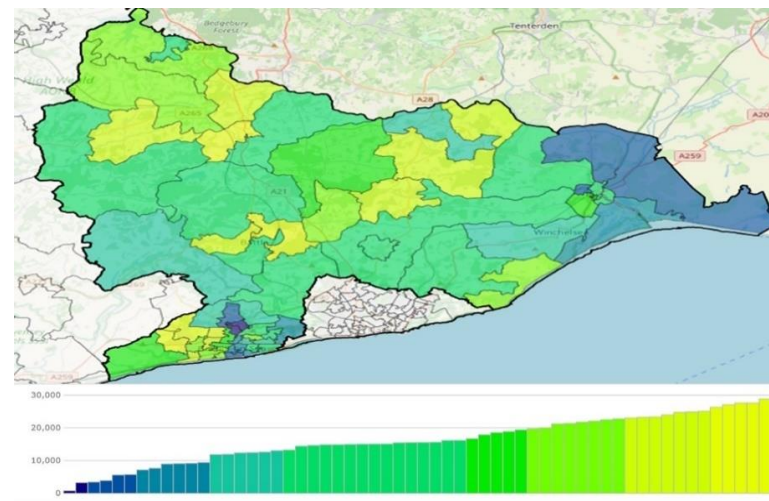 Bedgebury
Forest
Tenterden
High Weald
A28
A265
A20
A259
A21
Winchelsea
A259
30,000
20,000
10,000
0